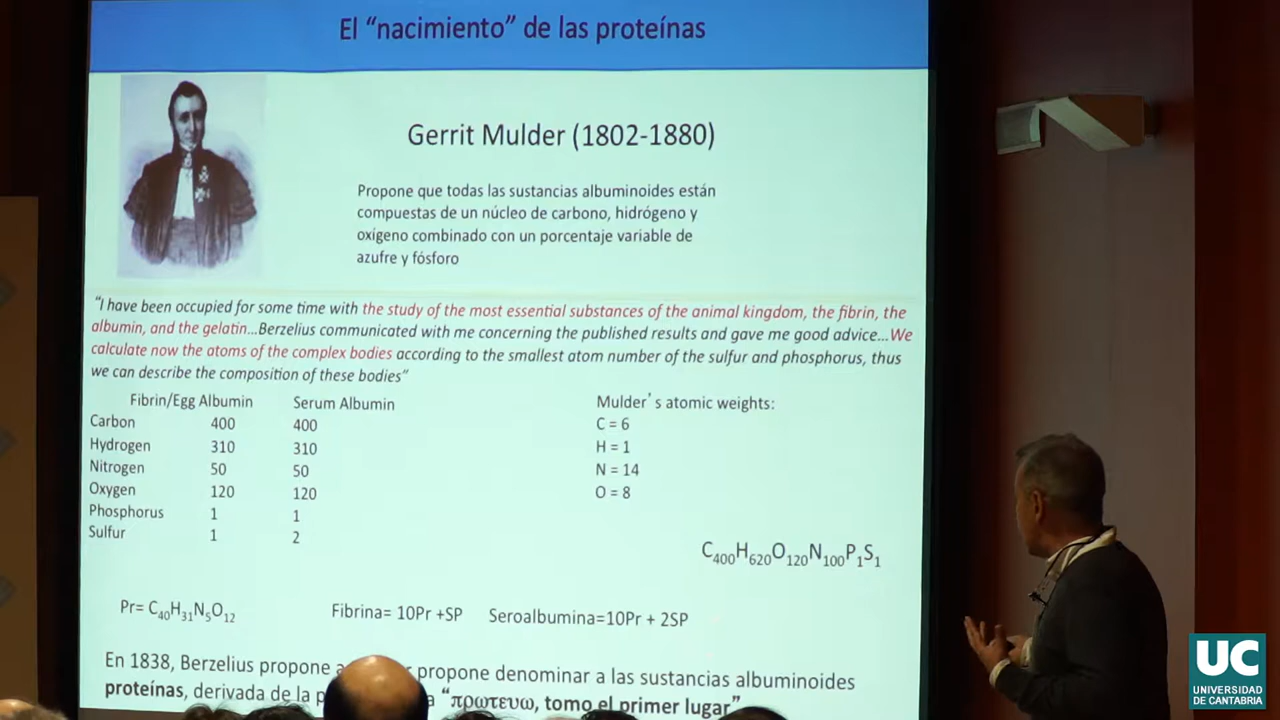 El “nacimiento” de las proteínas
Gerrit Mulder (1802-1880)
Propone que todas las sustancias albuminoides están
compuestas de un núcleo de carbono, hidrógeno y
oxígeno combinado con un porcentaje variable de
azufre y fósforo
“I have been occupied for some time with the study of the most essential substances of the animal kingdom, the fibrin, the
albumin, and the gelatin...Berzelius communicated with me concerning the published results and gave me good advice...We
calculate now the atoms of the complex bodies according to the smallest atom number of the sulfur and phosphorus, thus
we can describe the composition of these bodies”
Fibrin/Egg Albumin Serum Albumin
Carbon 400 400
Hydrogen 310 310
Nitrogen 50 50
Oxygen 120 120
Phosphorus 1 1
Sulfur 1 2
Mulder's atomic weights:
C = 6
H = 1
N = 14
O = 8
C₄₀₀H₆₂₀O₁₂₀N₁₀₀P₁S₁
Pr= C₄₀H₃₁N₅O₁₂ Fibrina= 10Pr +SP Seroalbumina=10Pr + 2SP
En 1838, Berzelius propone propone denominar a las sustancias albuminoides
proteínas, derivada de la “πρωτευω, tomo el primer lugar”
UC
UNIVERSIDAD
DE CANTABRIA